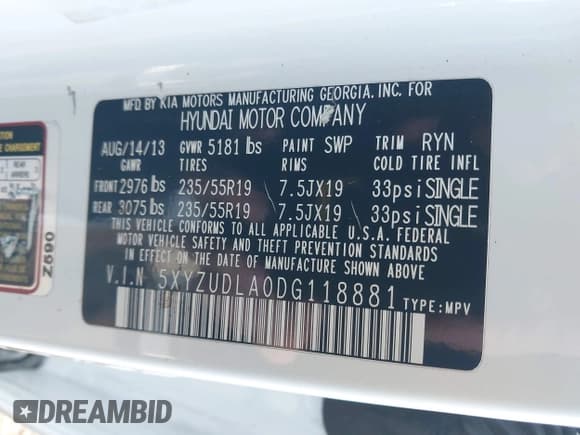 MFD BY KIA MOTORS MANUFACTURING GEORGIA. INC. FOR
HYUNDAI MOTOR COMPANY
AUG/14/13 GVWR 5181 lbs PAINT SWP TRIM RYN
GAWR TIRES RIMS COLD TIRE INFL
FRONT 2976 lbs 235/55R19 7.5JX19 33psi SINGLE
REAR 3075 lbs 235/55R19 7.5JX19 33psi SINGLE
THIS VEHICLE CONFORMS TO ALL APPLICABLE U.S.A. FEDERAL
MOTOR VEHICLE SAFETY AND THEFT PREVENTION STANDARDS
IN EFFECT ON THE DATE OF MANUFACTURE SHOWN ABOVE.
V.I.N 5XYZUDLA0DG118881 TYPE: MPV
Z590
DREAMBID